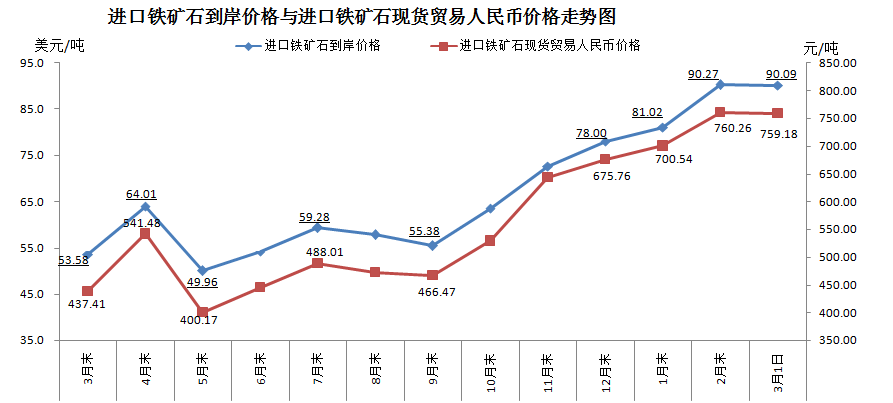 进口铁矿石到岸价格与进口铁矿石现货贸易人民币价格走势图
美元/吨
元/吨
进口铁矿石到岸价格 进口铁矿石现货贸易人民币价格
95.0
85.0
75.0
65.0
55.0
45.0
35.0
850.00
800.00
750.00
700.00
650.00
600.00
550.00
500.00
450.00
400.00
350.00
53.58
64.01
49.96
59.28
55.38
78.00
81.02
90.27
90.09
437.41
541.48
400.17
488.01
466.47
675.76
700.54
760.26
759.18
3月末
4月末
5月末
6月末
7月末
8月末
9月末
10月末
11月末
12月末
1月末
2月末
3月1日